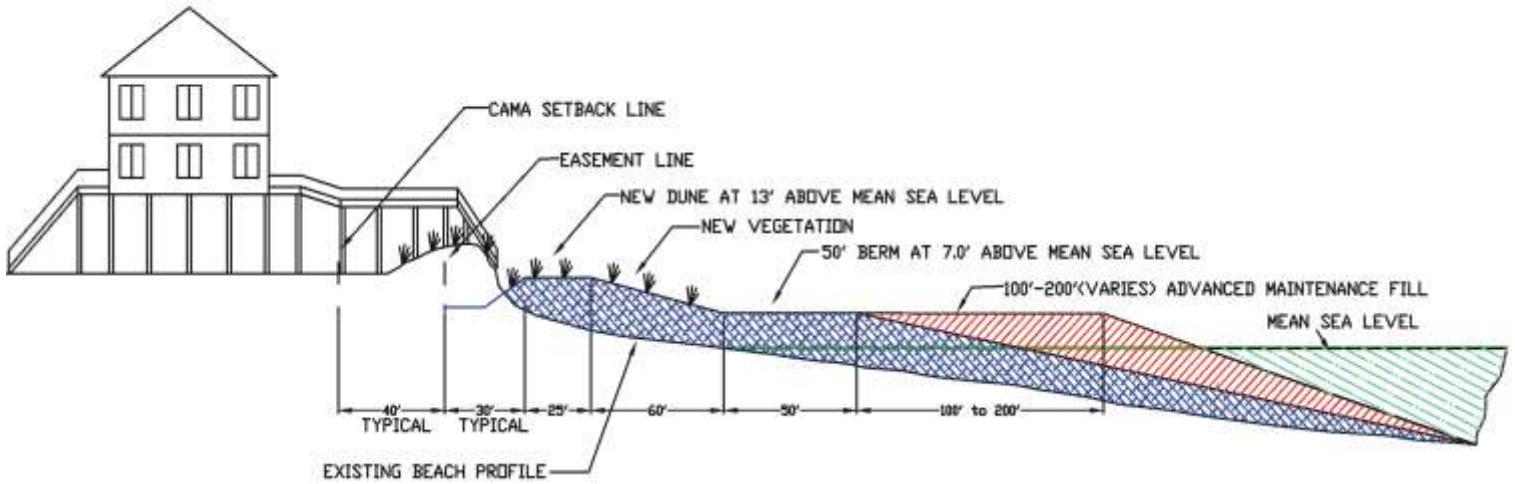 CAMA SETBACK LINE
EASEMENT LINE
NEW DUNE AT 13' ABOVE MEAN SEA LEVEL
NEW VEGETATION
50' BERM AT 7.0' ABOVE MEAN SEA LEVEL
100'-200'(VARIES) ADVANCED MAINTENANCE FILL
MEAN SEA LEVEL
40' 30' 25' 60' 50' 100' to 200'
TYPICAL TYPICAL
EXISTING BEACH PROFILE